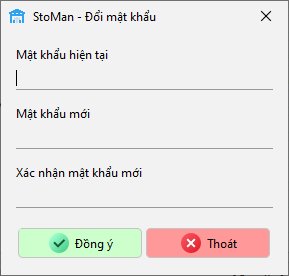 StoMan - Đổi mật khẩu
Mật khẩu hiện tại
Mật khẩu mới
Xác nhận mật khẩu mới
Đồng ý
Thoát